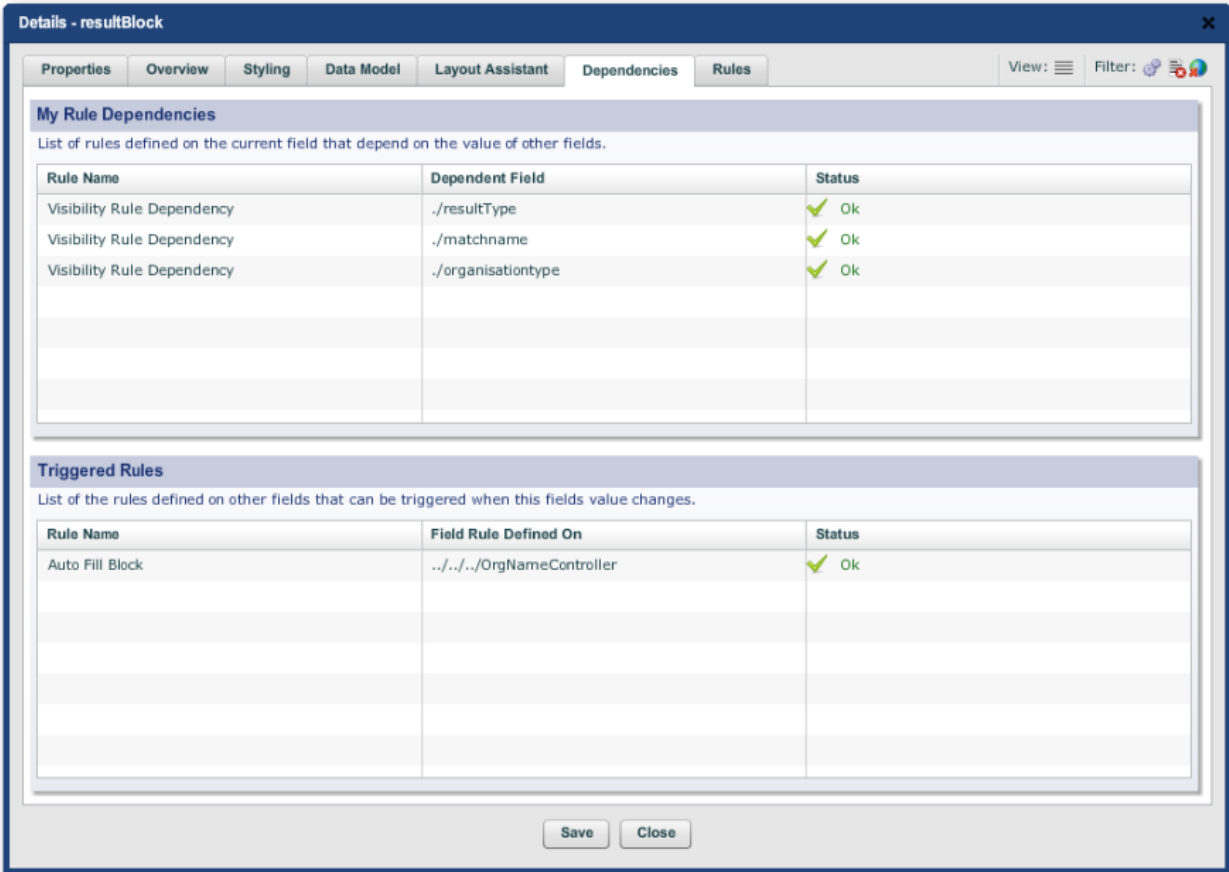 Details - resultBlock
Properties Overview Styling Data Model Layout Assistant Dependencies Rules View: Filter:
My Rule Dependencies
List of rules defined on the current field that depend on the value of other fields.
Rule Name Dependent Field Status
Visibility Rule Dependency ./resultType Ok
Visibility Rule Dependency ./matchname Ok
Visibility Rule Dependency ./organisationtype Ok
Triggered Rules
List of the rules defined on other fields that can be triggered when this fields value changes.
Rule Name Field Rule Defined On Status
Auto Fill Block ../../../OrgNameController Ok
Save Close